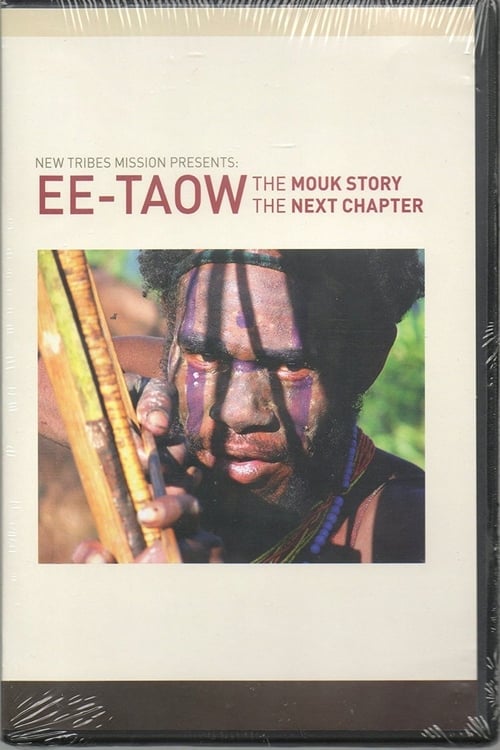 NEW TRIBES MISSION PRESENTS:
EE-TAOW
THE MOUK STORY
THE NEXT CHAPTER